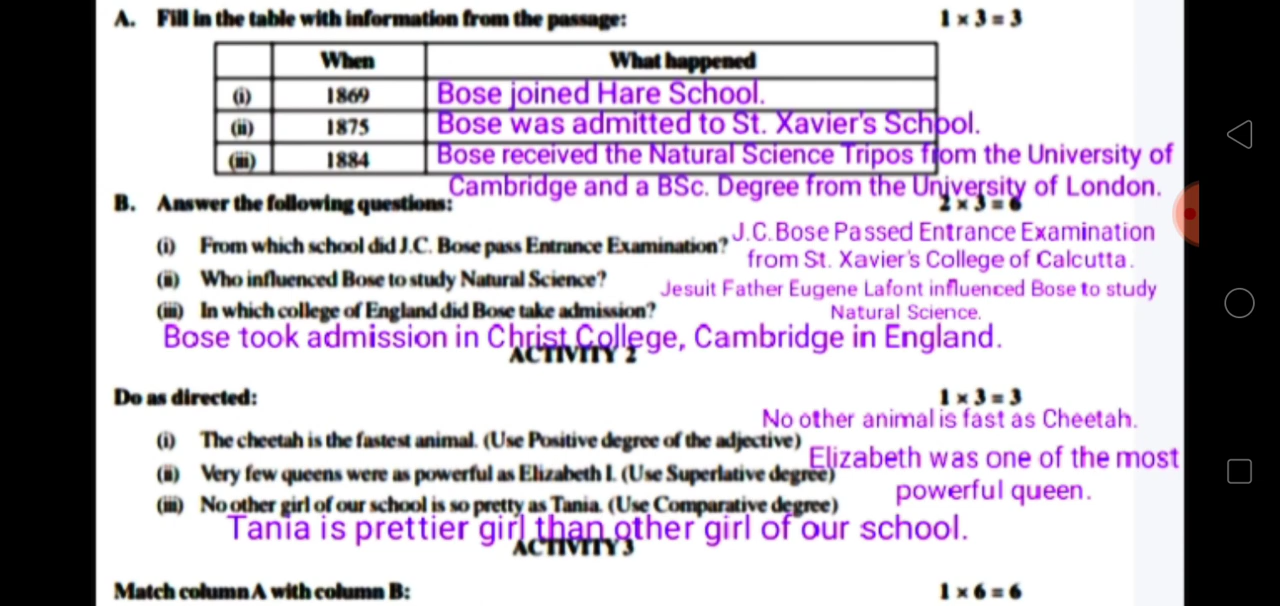 A. Fill in the table with information from the passage: 1 × 3 = 3
When What happened
(i) 1869 Bose joined Hare School.
(ii) 1875 Bose was admitted to St. Xavier's School.
(iii) 1884 Bose received the Natural Science Tripos from the University of
Cambridge and a BSc. Degree from the University of London.
B. Answer the following questions: 2 × 3 = 6
(i) From which school did J.C. Bose pass Entrance Examination? J.C.Bose Passed Entrance Examination
from St. Xavier's College of Calcutta.
(ii) Who influenced Bose to study Natural Science? Jesuit Father Eugene Lafont influenced Bose to study
Natural Science.
(iii) In which college of England did Bose take admission?
Bose took admission in Christ College, Cambridge in England.
ACTIVITY 2
Do as directed: 1 × 3 = 3
No other animal is fast as Cheetah.
(i) The cheetah is the fastest animal. (Use Positive degree of the adjective)
(ii) Very few queens were as powerful as Elizabeth I. (Use Superlative degree) Elizabeth was one of the most
powerful queen.
(iii) No other girl of our school is so pretty as Tania. (Use Comparative degree)
Tania is prettier girl than other girl of our school.
ACTIVITY 3
Match column A with column B: 1 × 6 = 6